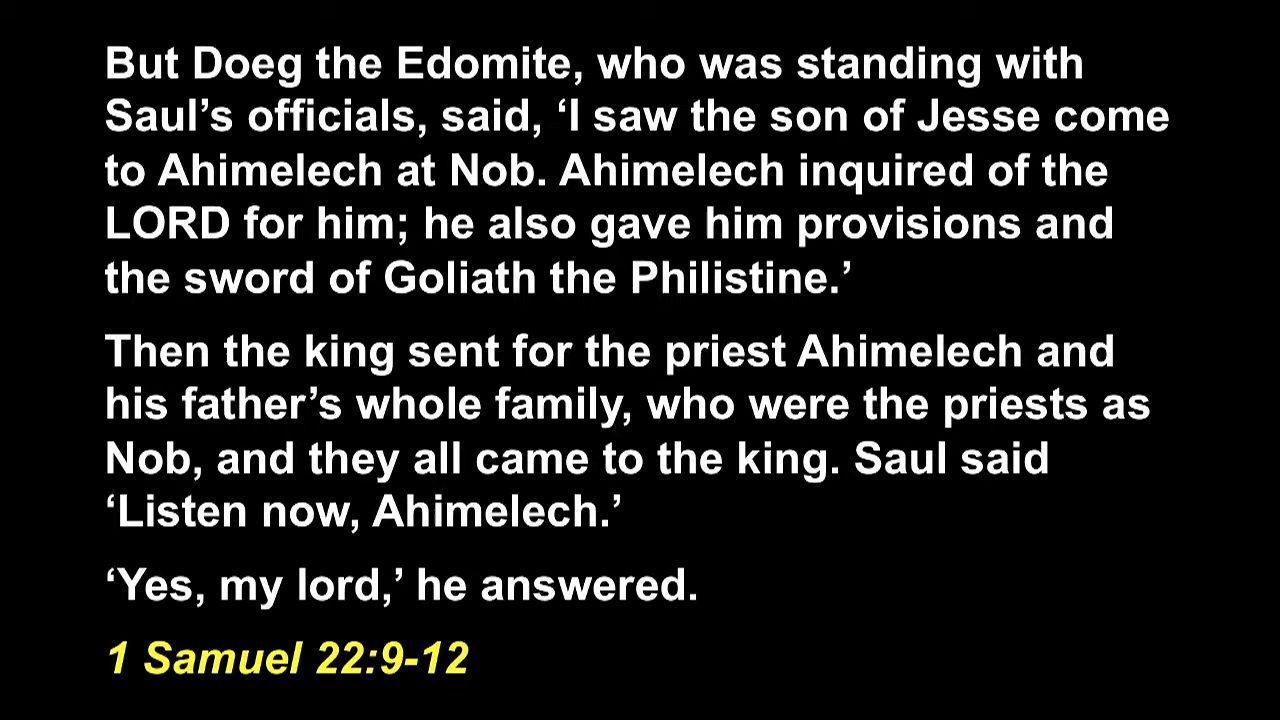 But Doeg the Edomite, who was standing with
Saul’s officials, said, ‘I saw the son of Jesse come
to Ahimelech at Nob. Ahimelech inquired of the
LORD for him; he also gave him provisions and
the sword of Goliath the Philistine.’
Then the king sent for the priest Ahimelech and
his father’s whole family, who were the priests as
Nob, and they all came to the king. Saul said
‘Listen now, Ahimelech.’
‘Yes, my lord,’ he answered.
1 Samuel 22:9-12